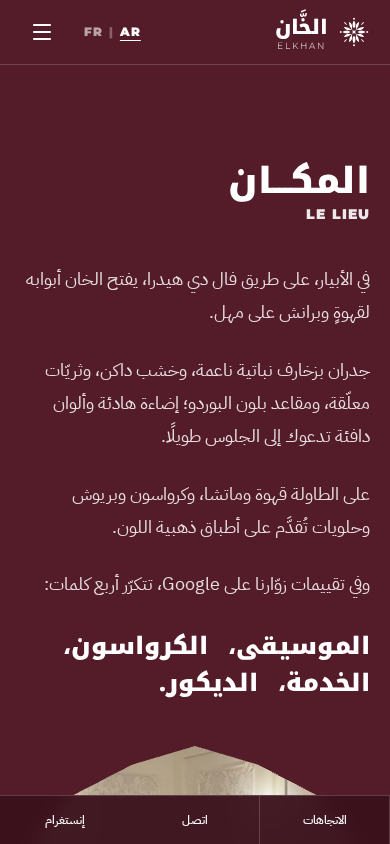 الخَّان
ELKHAN
FR | AR
المكـــان
LE LIEU
في الأبيار، على طريق فال دي هيدرا، يفتح الخان أبوابه
لقهوةٍ وبرانش على مهل.
جدران بزخارف نباتية ناعمة، وخشب داكن، وثريّات
معلّقة، ومقاعد بلون البوردو؛ إضاءة هادئة وألوان
دافئة تدعوك إلى الجلوس طويلًا.
على الطاولة قهوة وماتشا، وكرواسون وبريوش
وحلويات تُقدَّم على أطباق ذهبية اللون.
وفي تقييمات زوّارنا على Google، تتكرّر أربع كلمات:
الموسيقى، الكرواسون،
الخدمة، الديكور.
الاتجاهات
اتصل
إنستغرام